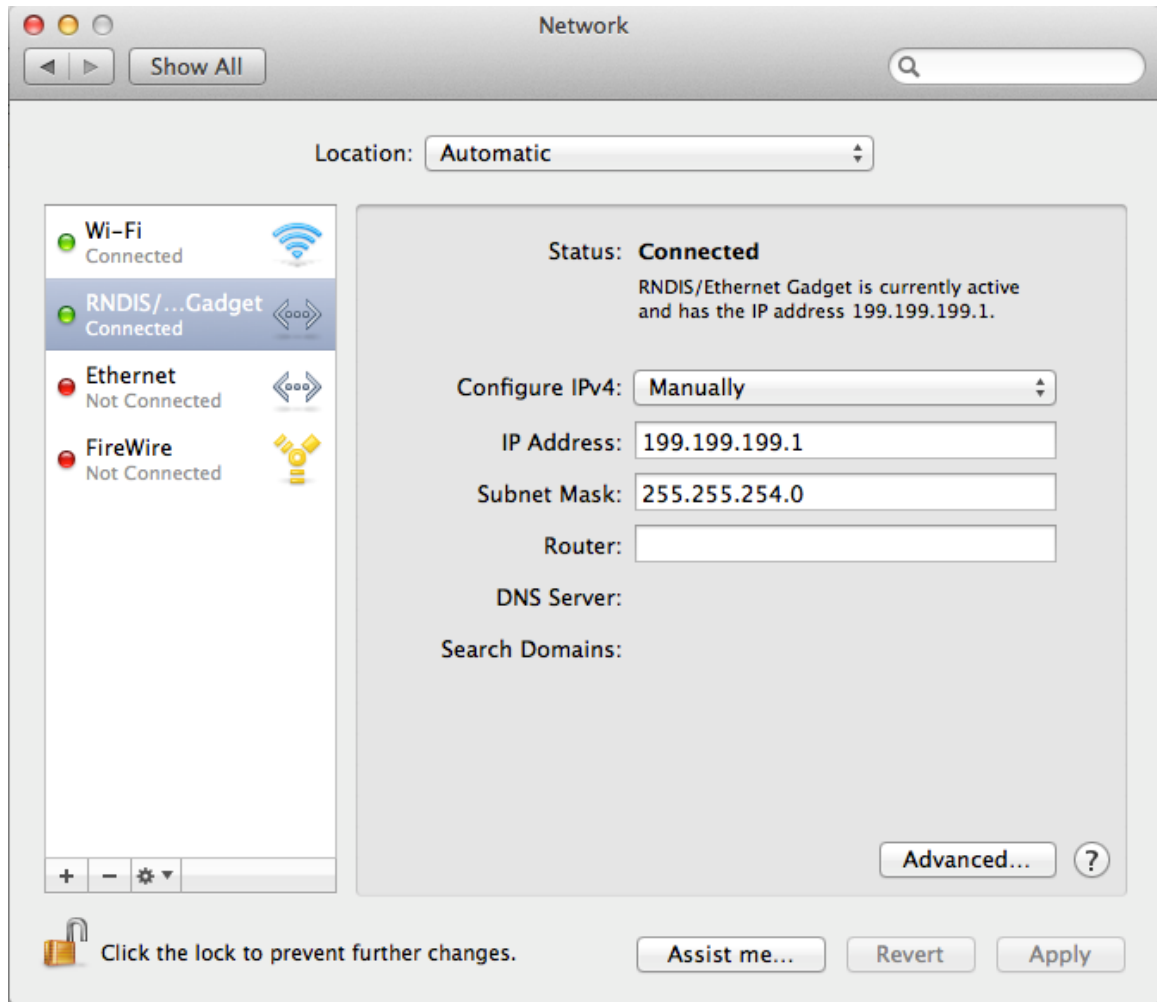 Network
Show All
Location: Automatic
Wi-Fi
Connected
RNDIS/...Gadget
Connected
Ethernet
Not Connected
FireWire
Not Connected
Status: Connected
RNDIS/Ethernet Gadget is currently active
and has the IP address 199.199.199.1.
Configure IPv4: Manually
IP Address: 199.199.199.1
Subnet Mask: 255.255.254.0
Router:
DNS Server:
Search Domains:
Advanced... ?
Click the lock to prevent further changes.
Assist me... Revert Apply